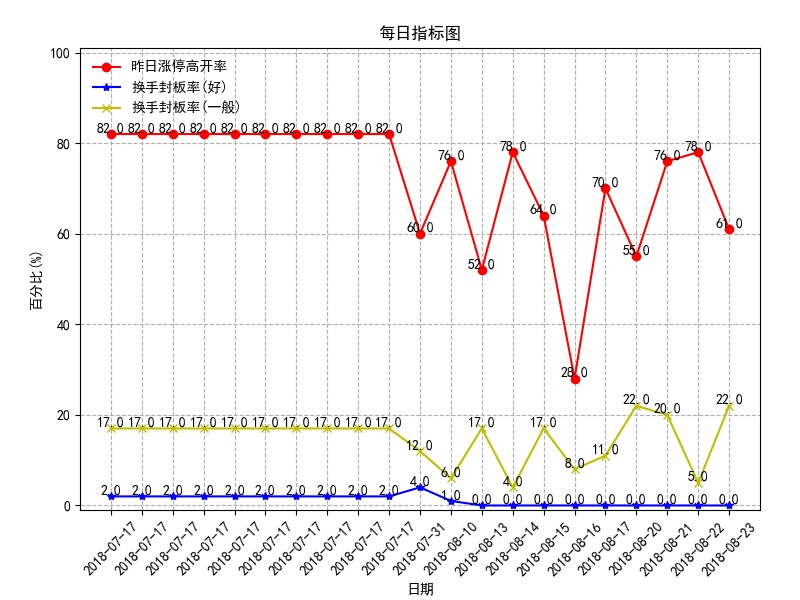 每日指标图
100
80
60
40
20
0
百分比(%)
昨日涨停高开率
换手封板率(好)
换手封板率(一般)
82.0 82.0 82.0 82.0 82.0 82.0 82.0 82.0 82.0 82.0 60.0 76.0 52.0 78.0 64.0 28.0 70.0 55.0 76.0 78.0 61.0
17.0 17.0 17.0 17.0 17.0 17.0 17.0 17.0 17.0 17.0 12.0 6.0 17.0 4.0 17.0 8.0 11.0 22.0 20.0 5.0 22.0
2.0 2.0 2.0 2.0 2.0 2.0 2.0 2.0 2.0 2.0 4.0 1.0 0.0 0.0 0.0 0.0 0.0 0.0 0.0 0.0 0.0
2018-07-17 2018-07-17 2018-07-17 2018-07-17 2018-07-17 2018-07-17 2018-07-17 2018-07-17 2018-07-17 2018-07-17 2018-07-31 2018-08-10 2018-08-13 2018-08-14 2018-08-15 2018-08-16 2018-08-17 2018-08-20 2018-08-21 2018-08-22 2018-08-23
日期